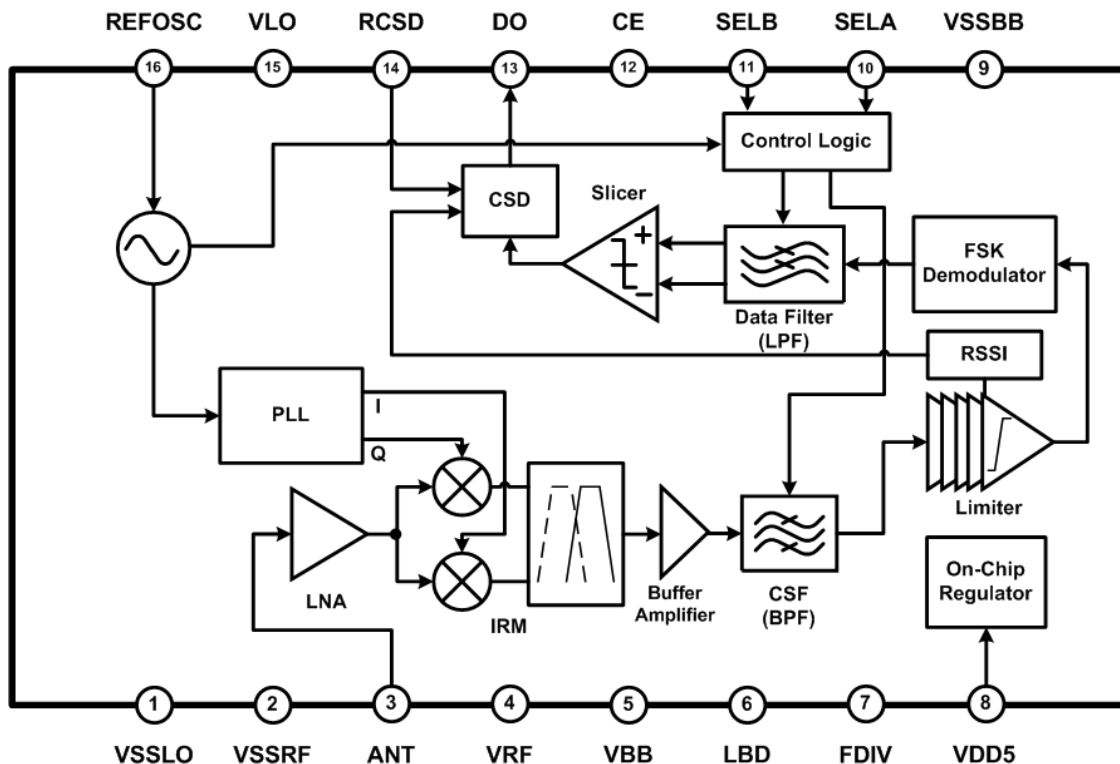 REFOSC VLO RCSD DO CE SELB SELA VSSBB
16 15 14 13 12 11 10 9
Control Logic
CSD
Slicer
+
−
FSK
Demodulator
Data Filter
(LPF)
RSSI
PLL
I
Q
Limiter
LNA
IRM
Buffer
Amplifier
CSF
(BPF)
On-Chip
Regulator
1 2 3 4 5 6 7 8
VSSLO VSSRF ANT VRF VBB LBD FDIV VDD5